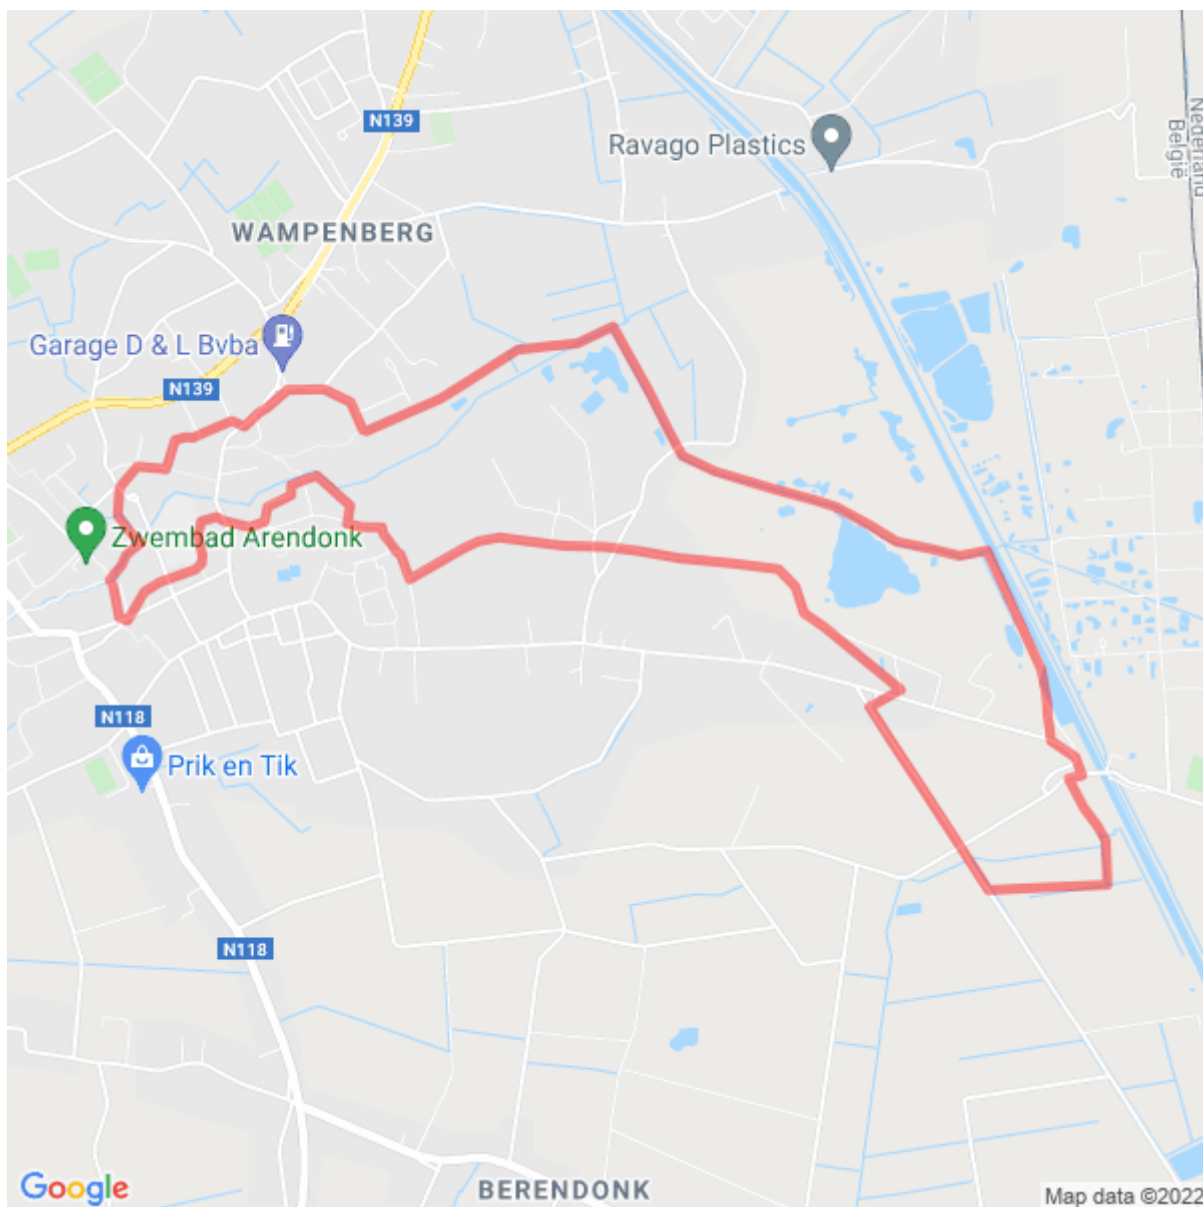 N139
Ravago Plastics
Nederland
België
WAMPENBERG
Garage D & L Bvba
N139
Zwembad Arendonk
N118
Prik en Tik
N118
BERENDONK
Google
Map data ©2022